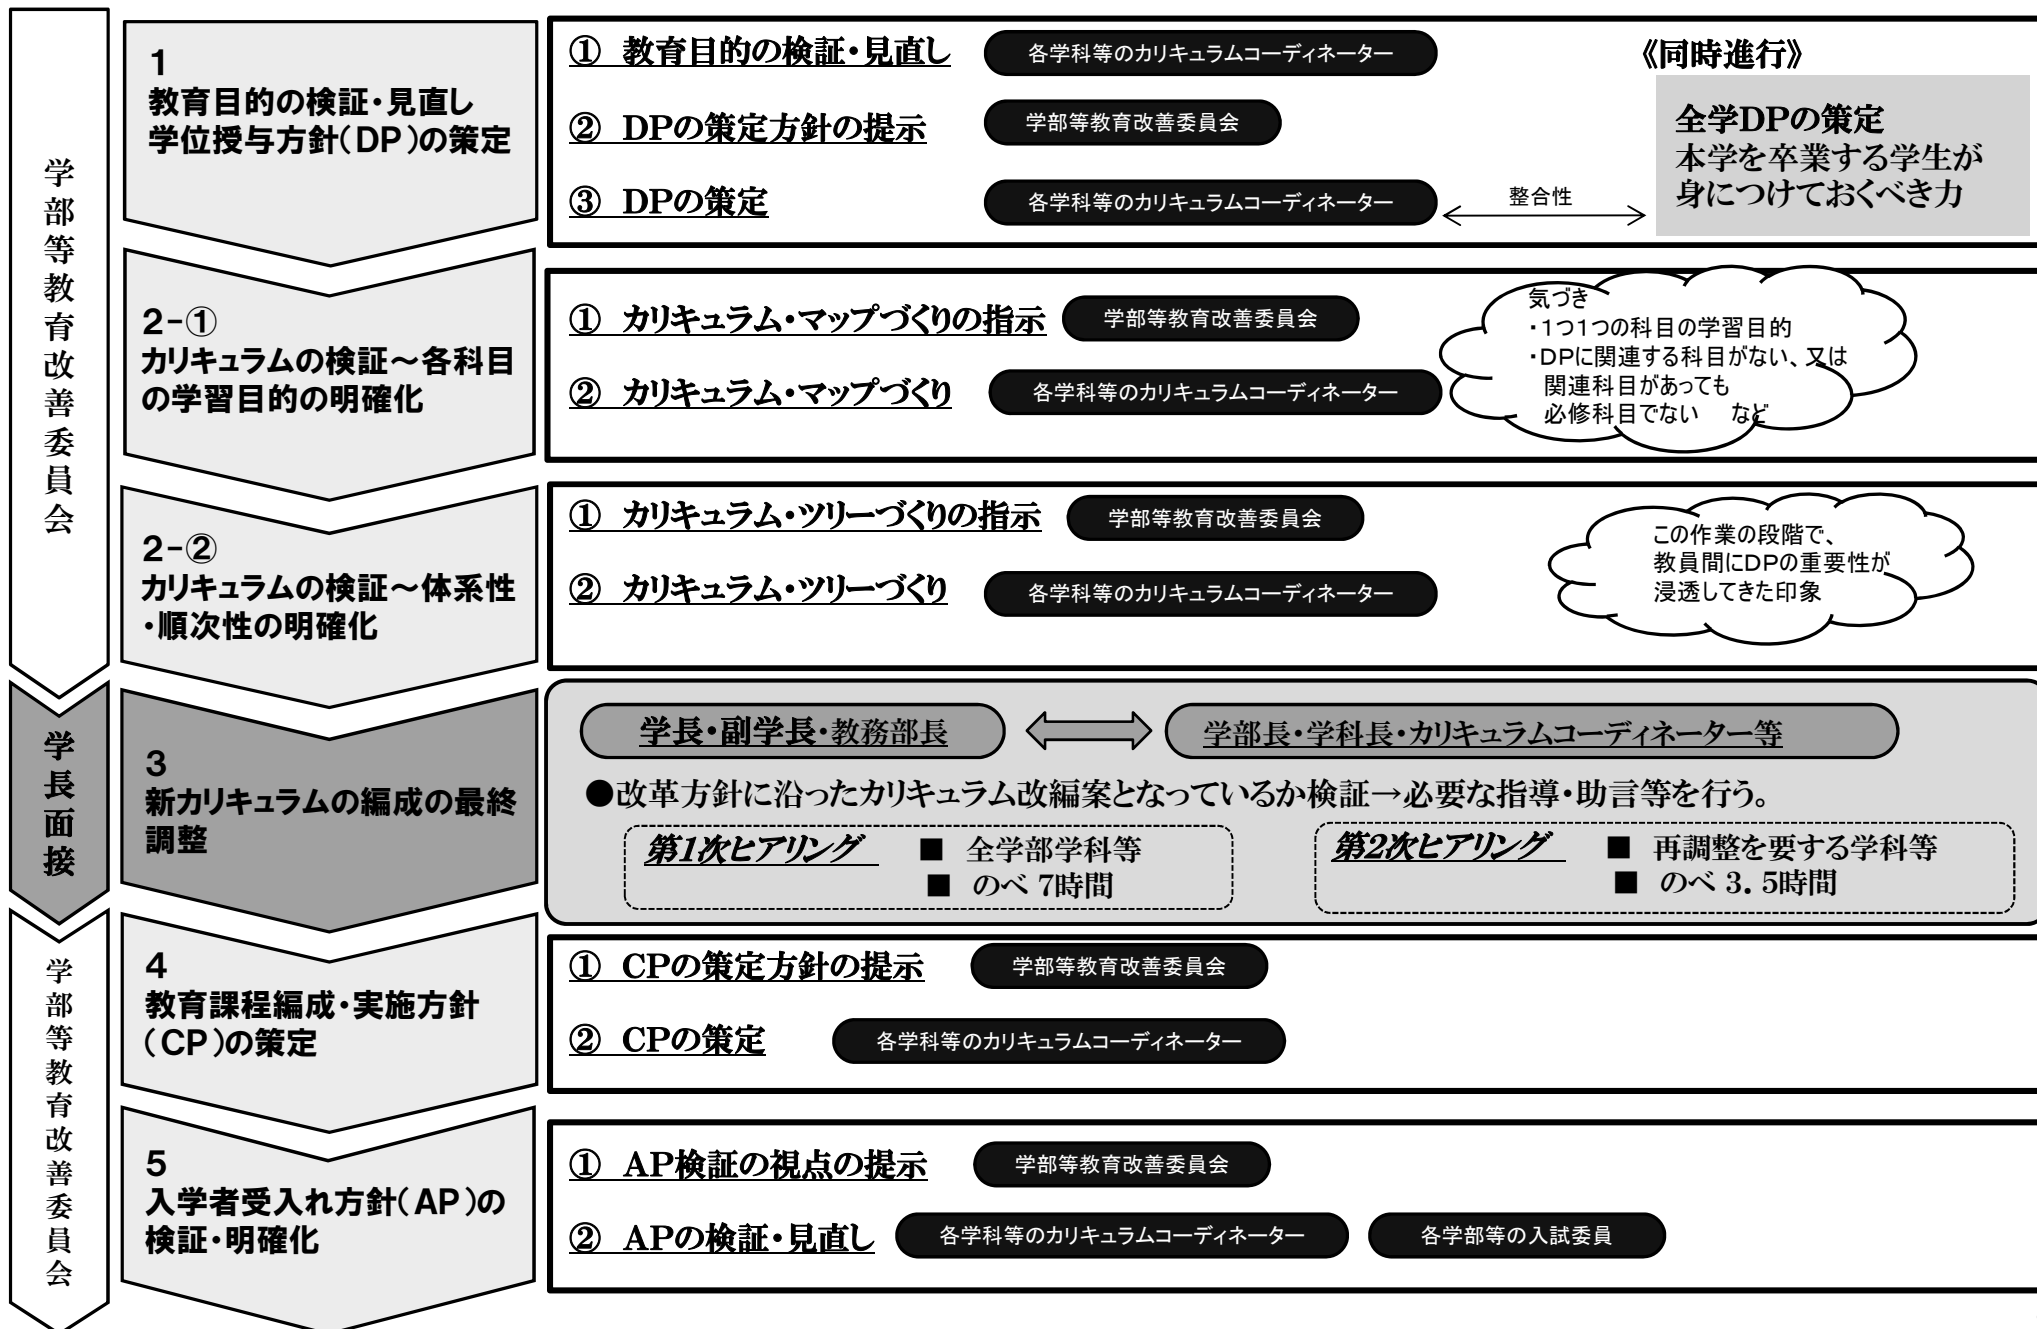 学部等教育改善委員会
1
教育目的の検証・見直し
学位授与方針(DP)の策定
① 教育目的の検証・見直し
各学科等のカリキュラムコーディネーター
② DPの策定方針の提示
学部等教育改善委員会
③ DPの策定
各学科等のカリキュラムコーディネーター
整合性
《同時進行》
全学DPの策定
本学を卒業する学生が
身につけておくべき力
2-①
カリキュラムの検証～各科目
の学習目的の明確化
① カリキュラム・マップづくりの指示
学部等教育改善委員会
② カリキュラム・マップづくり
各学科等のカリキュラムコーディネーター
気づき
・1つ1つの科目の学習目的
・DPに関連する科目がない、又は
関連科目があっても
必修科目でない など
2-②
カリキュラムの検証～体系性
・順次性の明確化
① カリキュラム・ツリーづくりの指示
学部等教育改善委員会
② カリキュラム・ツリーづくり
各学科等のカリキュラムコーディネーター
この作業の段階で、
教員間にDPの重要性が
浸透してきた印象
学長面接
3
新カリキュラムの編成の最終
調整
学長・副学長・教務部長
学部長・学科長・カリキュラムコーディネーター等
●改革方針に沿ったカリキュラム改編案となっているか検証→必要な指導・助言等を行う。
第1次ヒアリング ■ 全学部学科等
■ のべ 7時間
第2次ヒアリング ■ 再調整を要する学科等
■ のべ 3.5時間
学部等教育改善委員会
4
教育課程編成・実施方針
(CP)の策定
① CPの策定方針の提示
学部等教育改善委員会
② CPの策定
各学科等のカリキュラムコーディネーター
5
入学者受入れ方針(AP)の
検証・明確化
① AP検証の視点の提示
学部等教育改善委員会
② APの検証・見直し
各学科等のカリキュラムコーディネーター
各学部等の入試委員